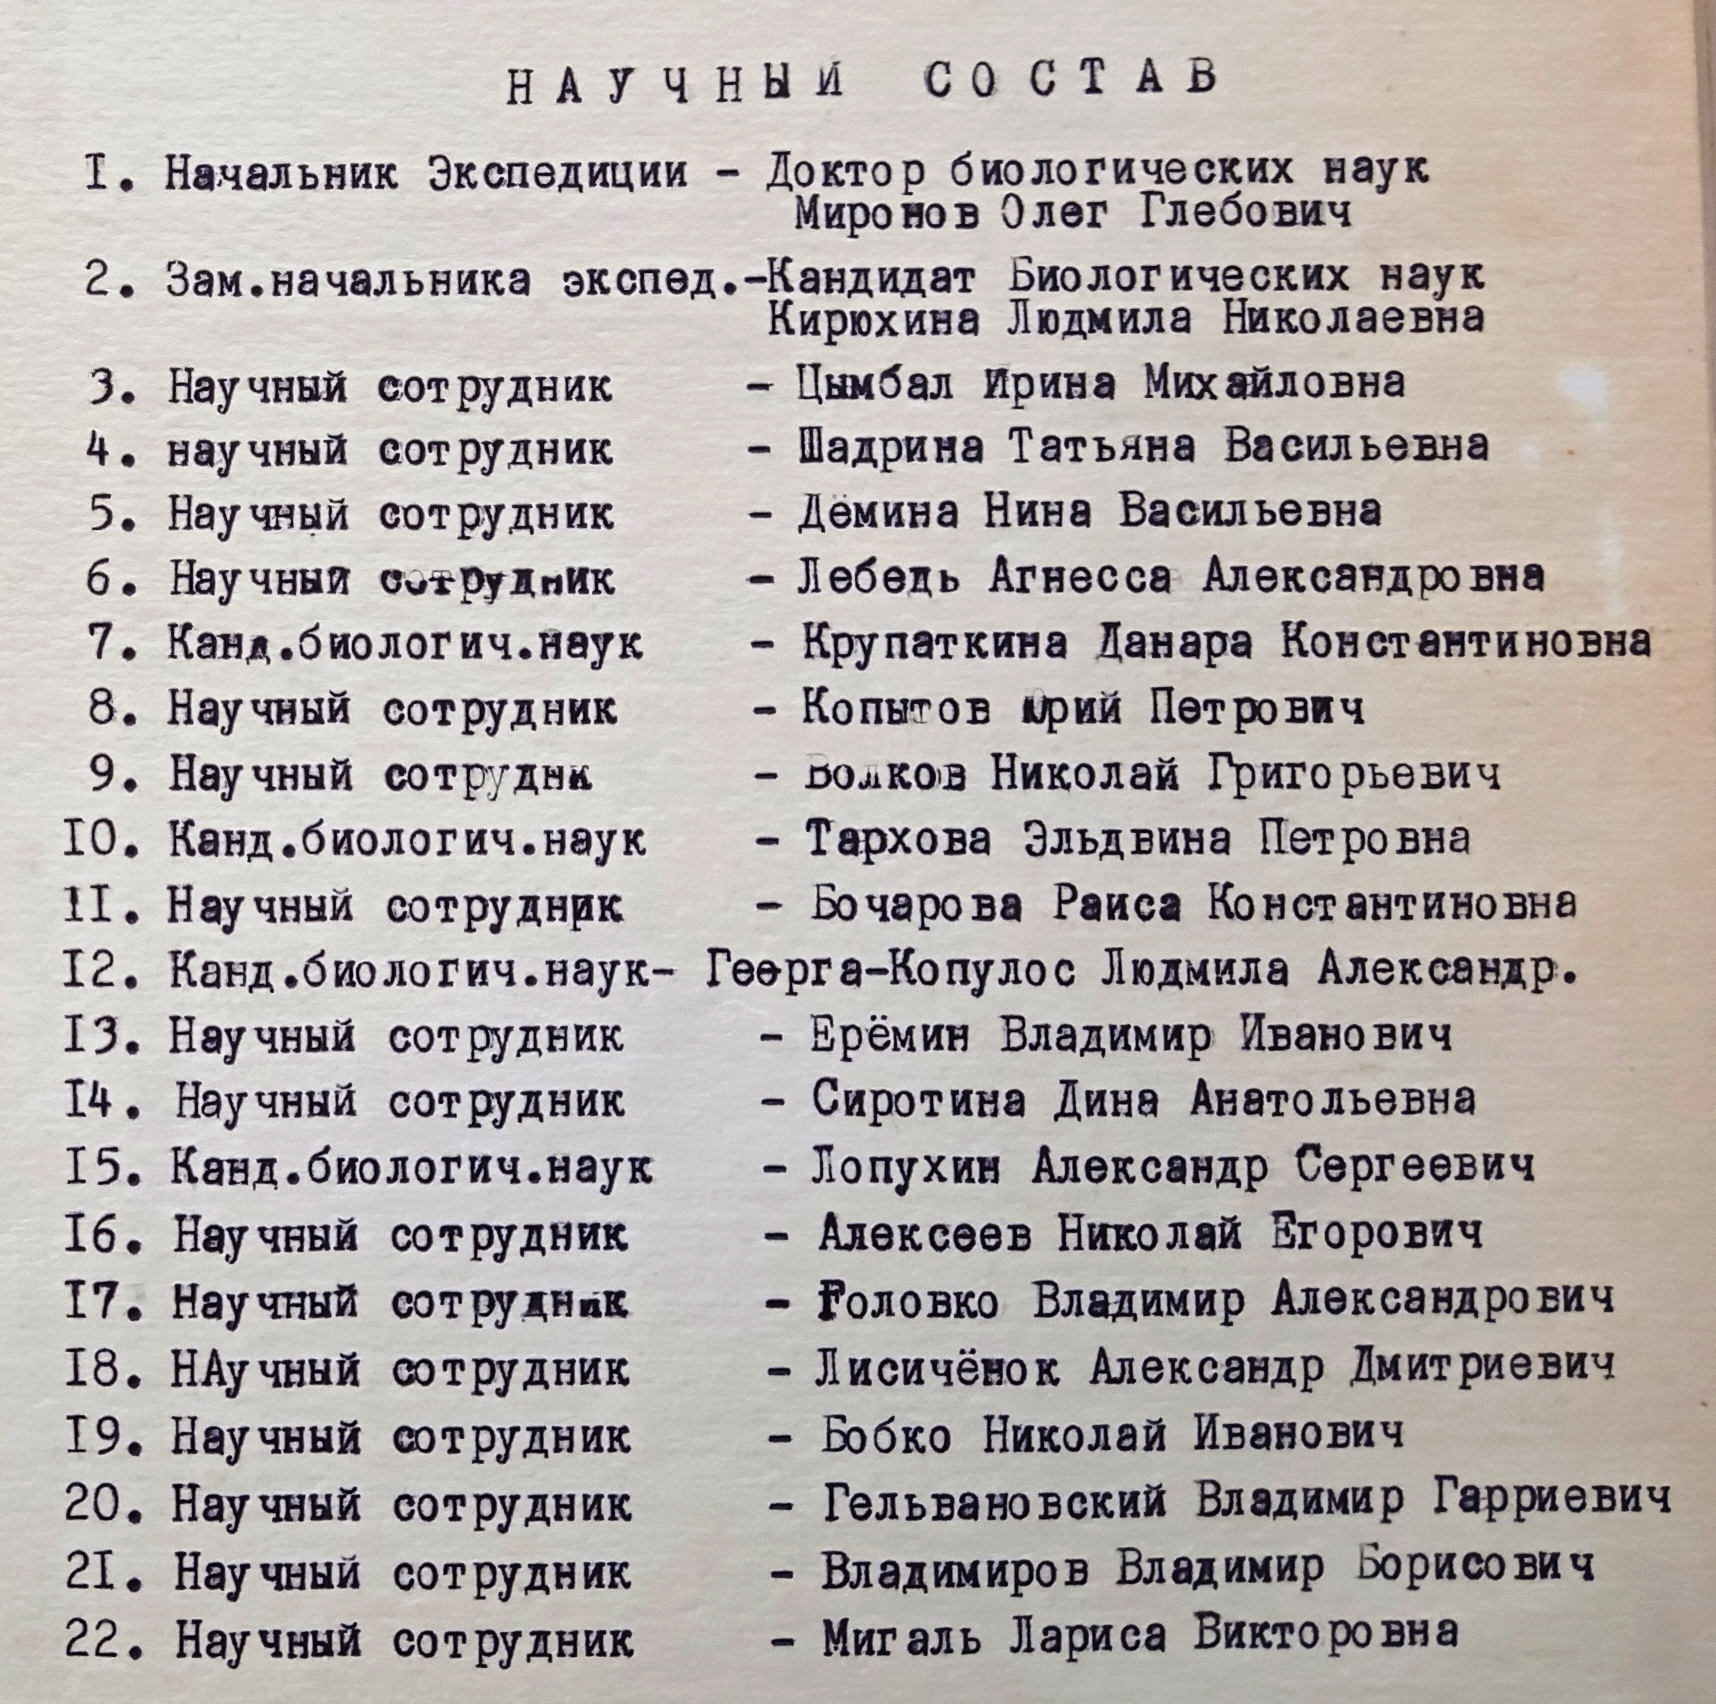 НАУЧНЫЙ СОСТАВ
I. Начальник Экспедиции - Доктор биологических наук
Миронов Олег Глебович
2. Зам.начальника экспед.-Кандидат Биологических наук
Кирюхина Людмила Николаевна
3. Научный сотрудник - Цымбал Ирина Михайловна
4. научный сотрудник - Шадрина Татьяна Васильевна
5. Научный сотрудник - Дёмина Нина Васильевна
6. Научный сотрудник - Лебедь Агнесса Александровна
7. Канд.биологич.наук - Крупаткина Данара Константиновна
8. Научный сотрудник - Копытов Юрий Петрович
9. Научный сотрудни - Волков Николай Григорьевич
IO. Канд.биологич.наук - Тархова Эльдвина Петровна
II. Научный сотрудник - Бочарова Раиса Константиновна
I2. Канд.биологич.наук- Геерга-Копулос Людмила Александр.
I3. Научный сотрудник - Ерёмин Владимир Иванович
I4. Научный сотрудник - Сиротина Дина Анатольевна
I5. Канд.биологич.наук - Лопухин Александр Сергеевич
I6. Научный сотрудник - Алексеев Николай Егорович
I7. Научный сотрудник - Головко Владимир Александрович
I8. НАучный сотрудник - Лисичёнок Александр Дмитриевич
I9. Научный сотрудник - Бобко Николай Иванович
20. Научный сотрудник - Гельвановский Владимир Гарриевич
2I. Научный сотрудник - Владимиров Владимир Борисович
22. Научный сотрудник - Мигаль Лариса Викторовна